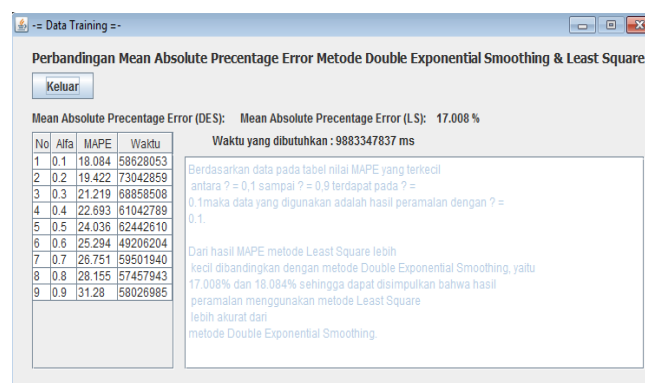 -= Data Training =-
Perbandingan Mean Absolute Precentage Error Metode Double Exponential Smoothing & Least Square
Keluar
Mean Absolute Precentage Error (DES): Mean Absolute Precentage Error (LS): 17.008 %
Waktu yang dibutuhkan : 9883347837 ms
No Alfa MAPE Waktu
1 0.1 18.084 58628053
2 0.2 19.422 73042859
3 0.3 21.219 68858508
4 0.4 22.693 61042789
5 0.5 24.036 62442610
6 0.6 25.294 49206204
7 0.7 26.751 59501940
8 0.8 28.155 57457943
9 0.9 31.28 58026985
Berdasarkan data pada tabel nilai MAPE yang terkecil
antara ? = 0,1 sampai ? = 0,9 terdapat pada ? =
0.1maka data yang digunakan adalah hasil peramalan dengan ? =
0.1.
Dari hasil MAPE metode Least Square lebih
kecil dibandingkan dengan metode Double Exponential Smoothing, yaitu
17.008% dan 18.084% sehingga dapat disimpulkan bahwa hasil
peramalan menggunakan metode Least Square
lebih akurat dari
metode Double Exponential Smoothing.